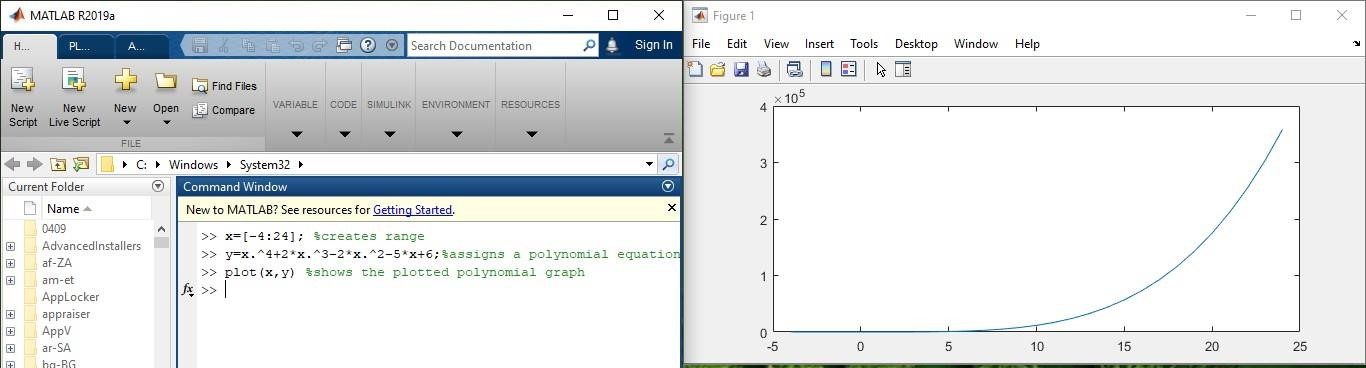 MATLAB R2019a
H... PL... A... Search Documentation Sign In
New Script
New Live Script
New
Open
Find Files
Compare
FILE
VARIABLE
CODE
SIMULINK
ENVIRONMENT
RESOURCES
C: Windows System32
Current Folder
Name
0409
AdvancedInstallers
af-ZA
am-et
AppLocker
appraiser
AppV
ar-SA
bg-BG
Command Window
New to MATLAB? See resources for Getting Started.
>> x=[-4:24]; %creates range
>> y=x.^4+2*x.^3-2*x.^2-5*x+6;%assigns a polynomial equation
>> plot(x,y) %shows the plotted polynomial graph
fx >>
Figure 1
File Edit View Insert Tools Desktop Window Help
×10⁵
4
3
2
1
0
-5 0 5 10 15 20 25